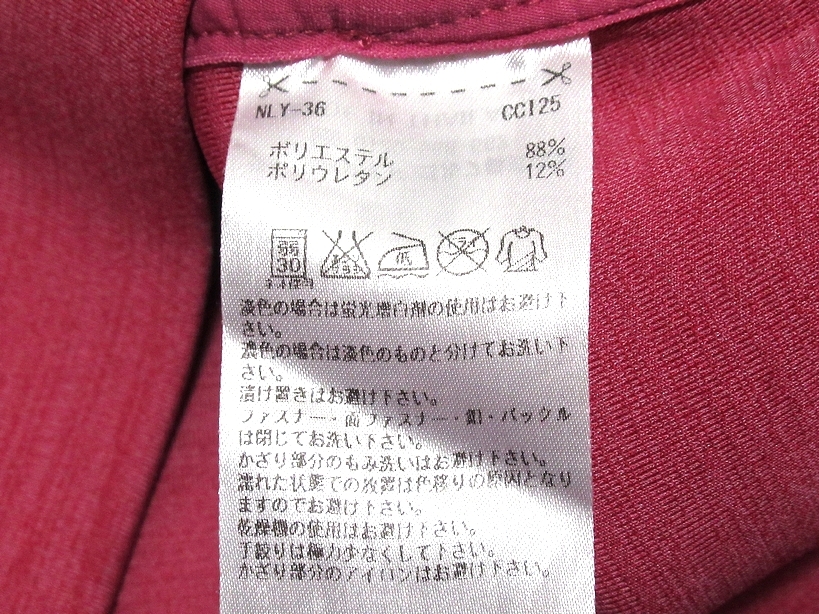 NLY-36 CC125
ポリエステル 88%
ポリウレタン 12%
弱 30 低
ネット使用
淡色の場合は蛍光増白剤の使用はお避け下
さい。
濃色の場合は淡色のものと分けてお洗い下
さい。
漬け置きはお避け下さい。
ファスナー・面ファスナー・釦・バックル
は閉じてお洗い下さい。
かざり部分のもみ洗いはお避け下さい。
濡れた状態での放置は色移りの原因となり
ますのでお避け下さい。
乾燥機の使用はお避け下さい。
手絞りは極力少なくして下さい。
かざり部分のアイロンはお避け下さい。